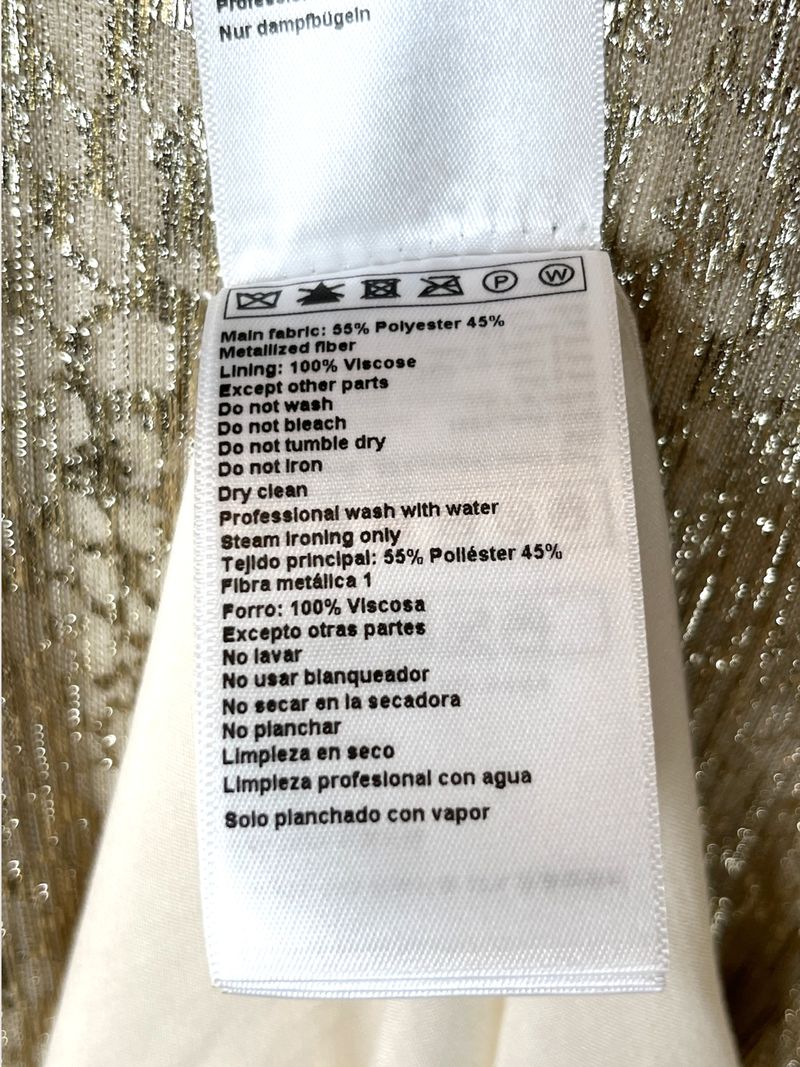 Nur dampfbügeln
P W
Main fabric: 55% Polyester 45%
Metallized fiber
Lining: 100% Viscose
Except other parts
Do not wash
Do not bleach
Do not tumble dry
Do not iron
Dry clean
Professional wash with water
Steam ironing only
Tejido principal: 55% Poliéster 45%
Fibra metálica 1
Forro: 100% Viscosa
Excepto otras partes
No lavar
No usar blanqueador
No secar en la secadora
No planchar
Limpieza en seco
Limpieza profesional con agua
Solo planchado con vapor